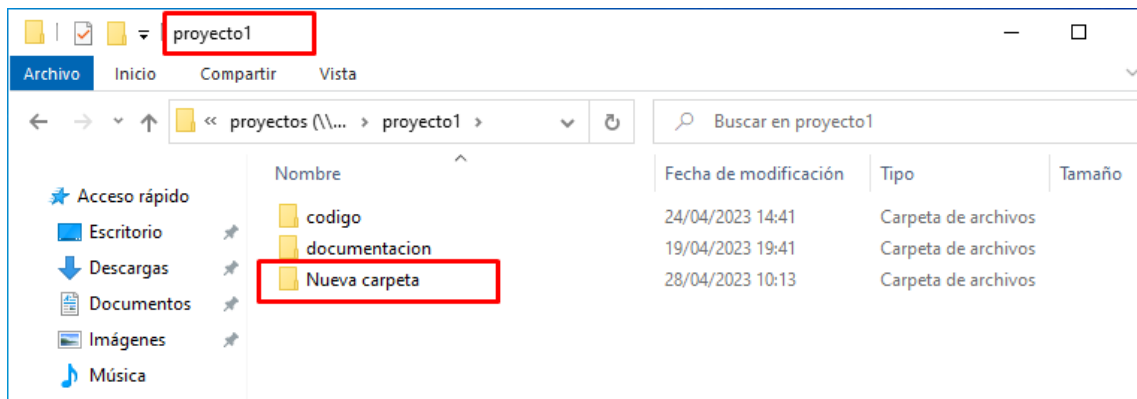 proyecto1
Archivo Inicio Compartir Vista
« proyectos (\\... > proyecto1 > Buscar en proyecto1
Nombre Fecha de modificación Tipo Tamaño
Acceso rápido
Escritorio
Descargas
Documentos
Imágenes
Música
codigo 24/04/2023 14:41 Carpeta de archivos
documentacion 19/04/2023 19:41 Carpeta de archivos
Nueva carpeta 28/04/2023 10:13 Carpeta de archivos